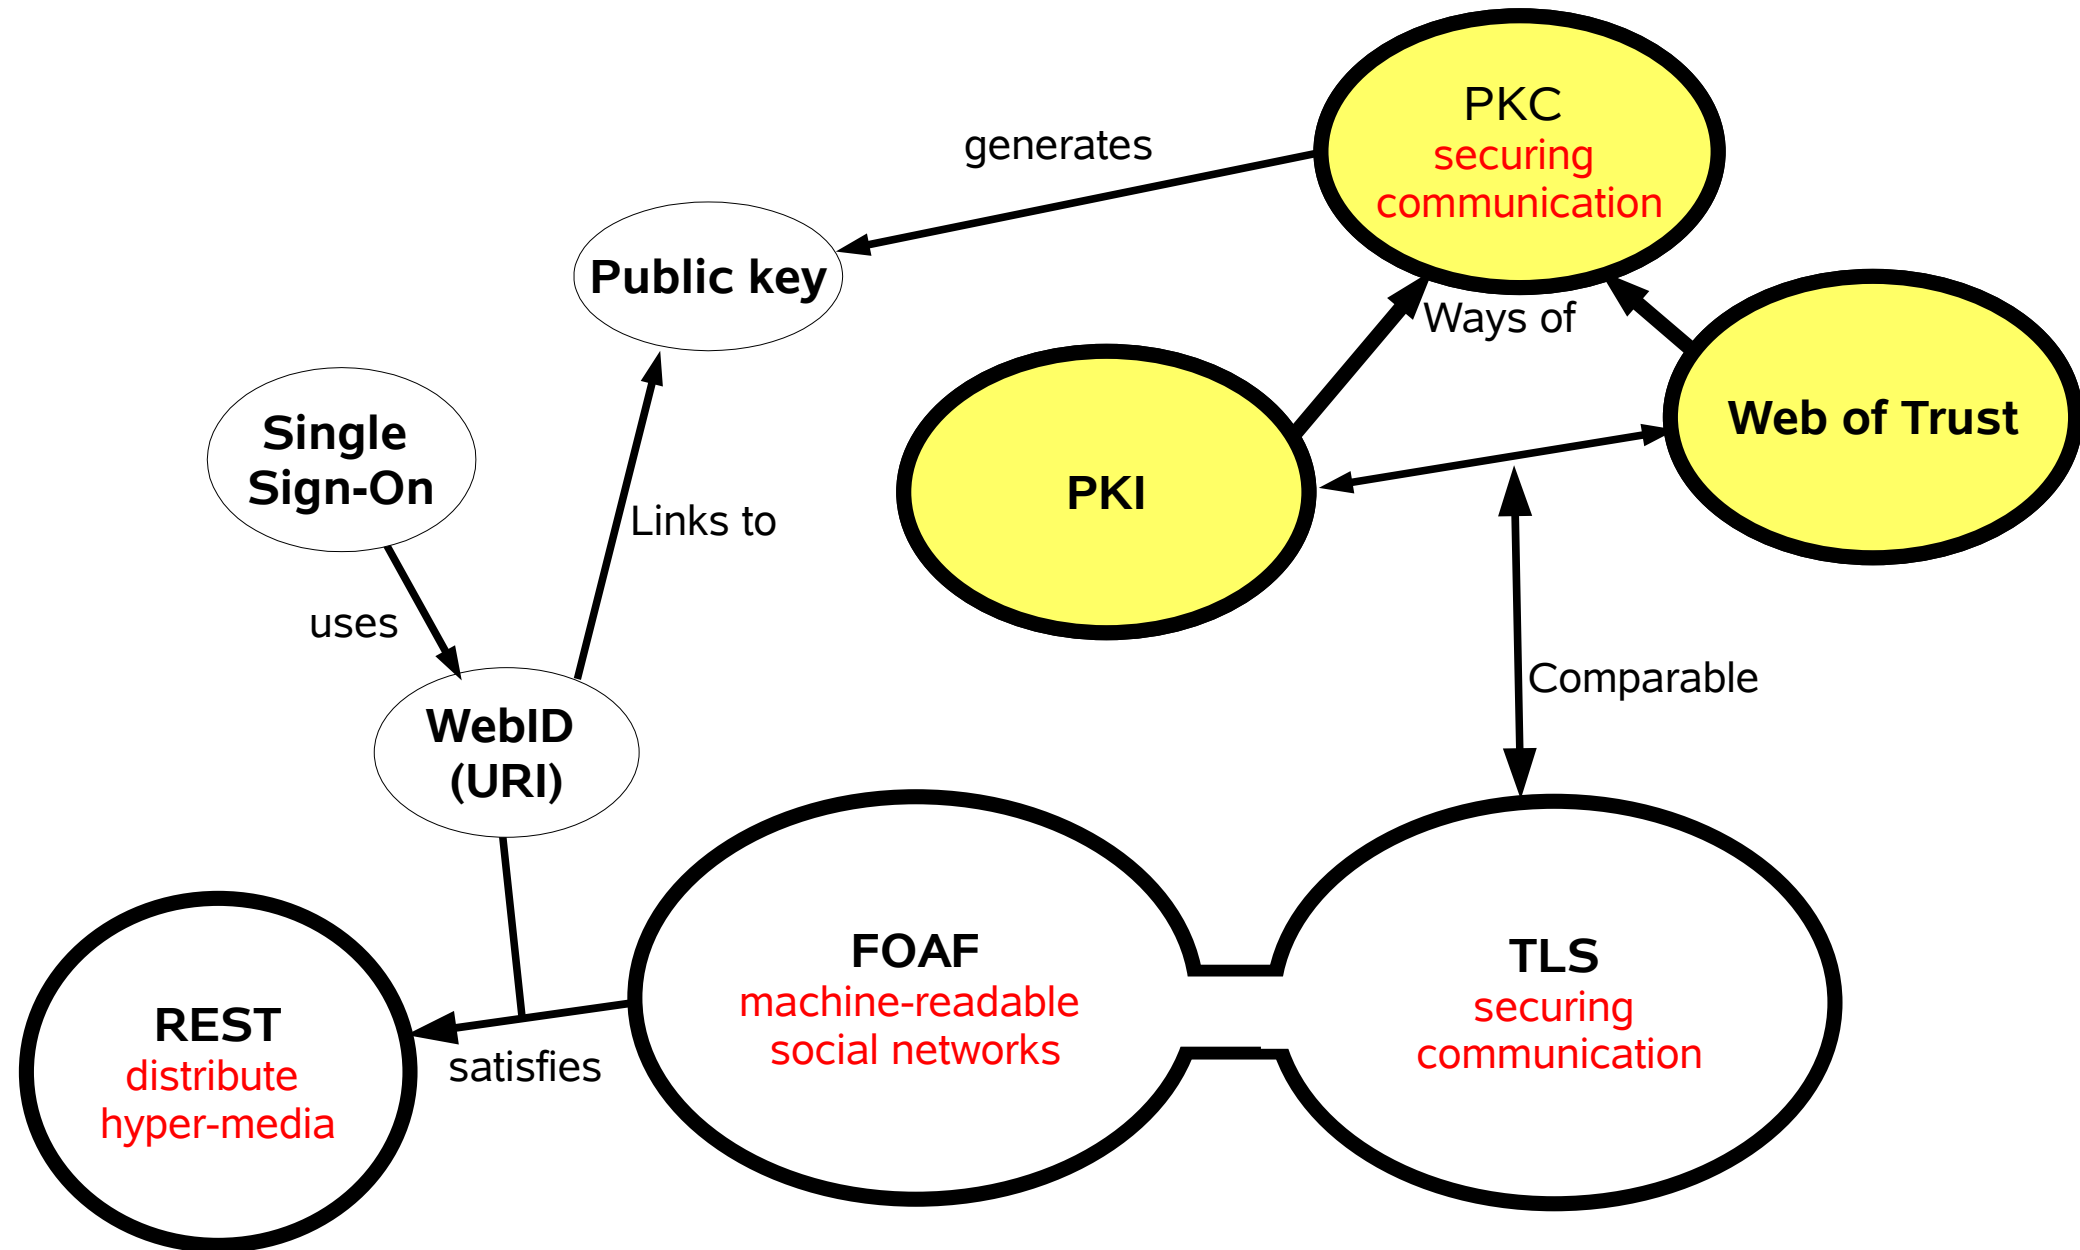 PKC
securing
communication
generates
Public key
Ways of
Single
Sign-On
Web of Trust
PKI
Links to
uses
Comparable
WebID
(URI)
FOAF
machine-readable
social networks
TLS
securing
communication
REST
distribute
hyper-media
satisfies